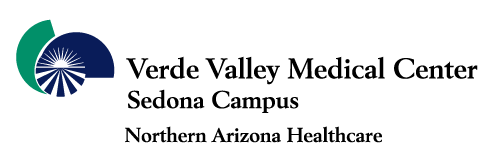 Verde Valley Medical Center
Sedona Campus
Northern Arizona Healthcare